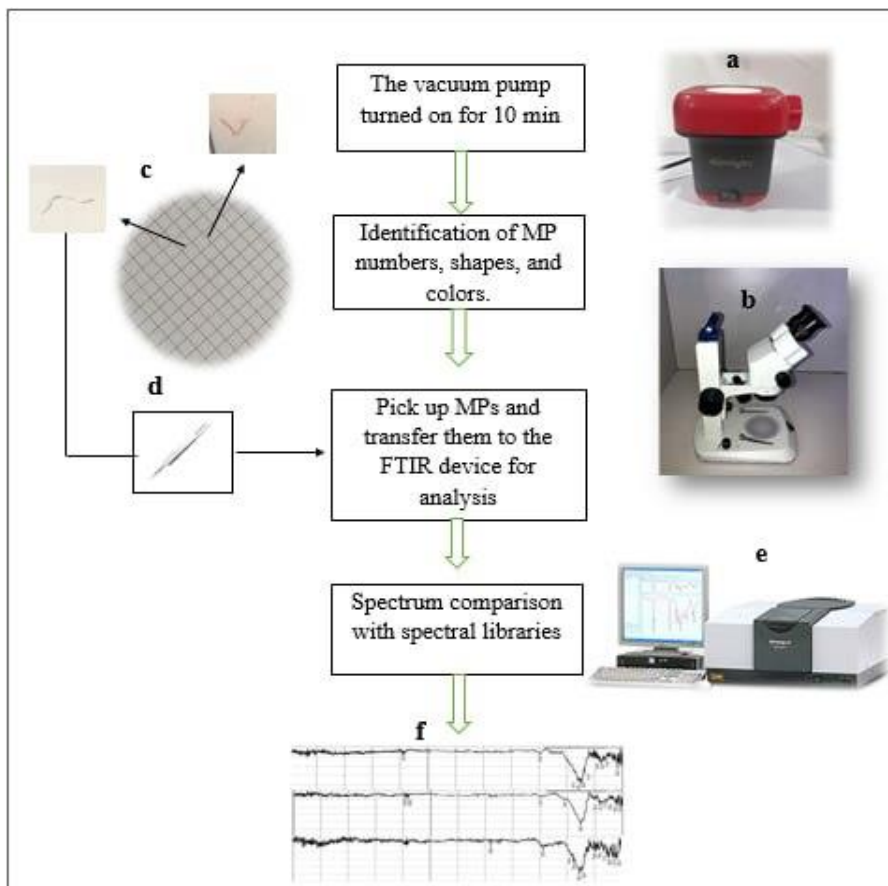 The vacuum pump
turned on for 10 min
a
c
Identification of MP
numbers, shapes, and
colors.
b
d
Pick up MPs and
transfer them to the
FTIR device for
analysis
e
Spectrum comparison
with spectral libraries
f